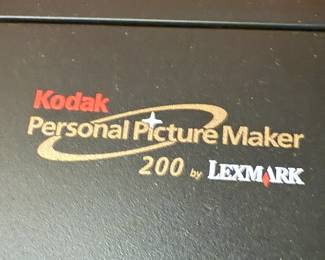 Kodak
Personal Picture Maker
200 by LEXMARK